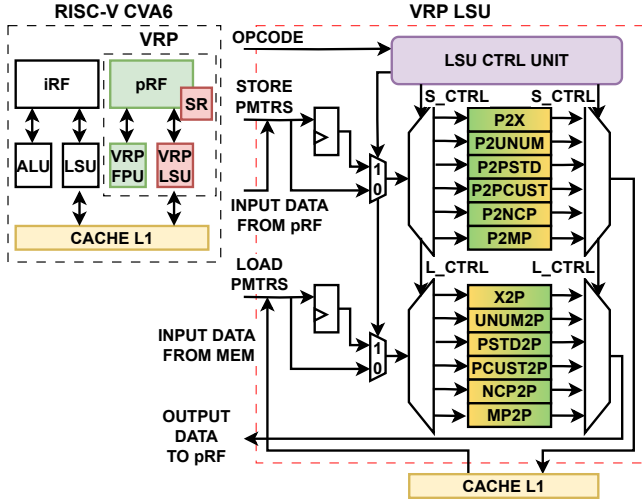 RISC-V CVA6
VRP
iRF
pRF
SR
ALU
LSU
VRP
FPU
VRP
LSU
CACHE L1
VRP LSU
OPCODE
LSU CTRL UNIT
STORE
PMTRS
S_CTRL
S_CTRL
P2X
P2UNUM
P2PSTD
P2PCUST
P2NCP
P2MP
1
0
INPUT DATA
FROM pRF
LOAD
PMTRS
L_CTRL
L_CTRL
X2P
UNUM2P
PSTD2P
PCUST2P
NCP2P
MP2P
1
0
INPUT DATA
FROM MEM
OUTPUT
DATA
TO pRF
CACHE L1